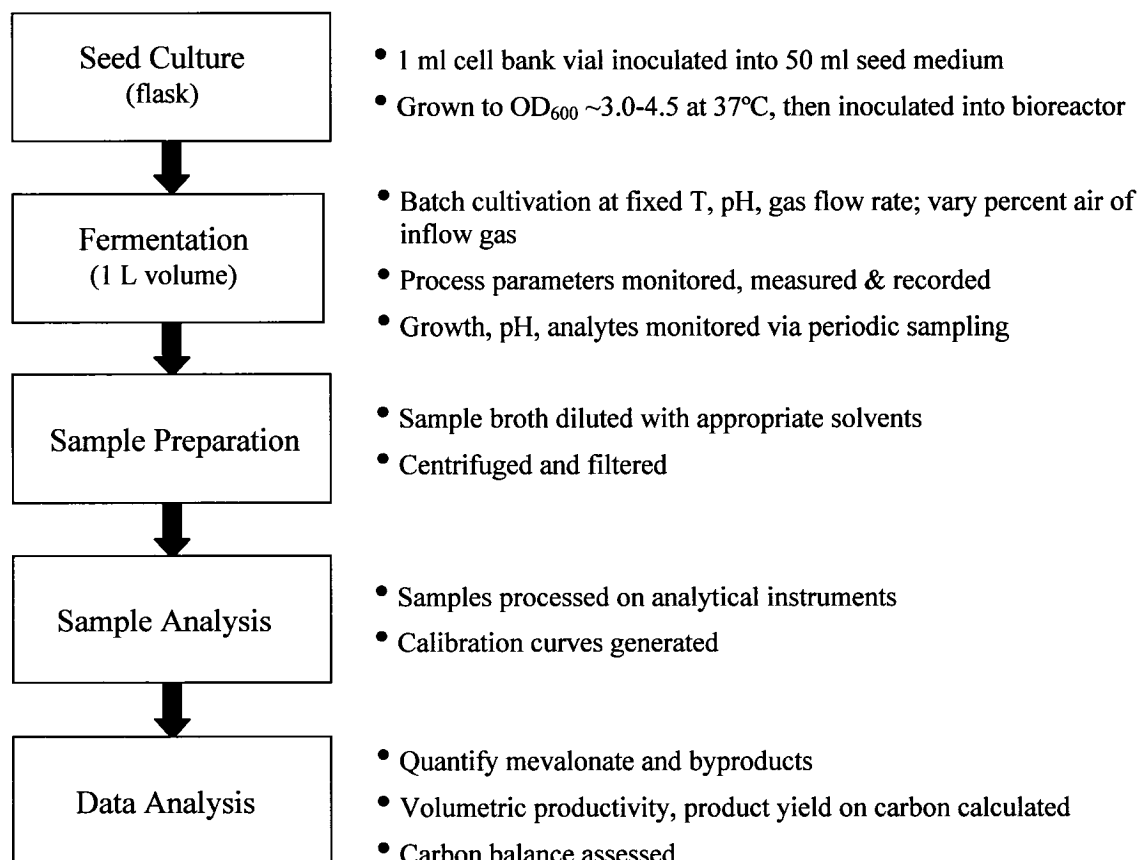 Seed Culture
(flask)
• 1 ml cell bank vial inoculated into 50 ml seed medium
• Grown to OD600 ~3.0-4.5 at 37ºC, then inoculated into bioreactor
Fermentation
(1 L volume)
• Batch cultivation at fixed T, pH, gas flow rate; vary percent air of
inflow gas
• Process parameters monitored, measured & recorded
• Growth, pH, analytes monitored via periodic sampling
Sample Preparation
• Sample broth diluted with appropriate solvents
• Centrifuged and filtered
Sample Analysis
• Samples processed on analytical instruments
• Calibration curves generated
Data Analysis
• Quantify mevalonate and byproducts
• Volumetric productivity, product yield on carbon calculated
• Carbon balance assessed